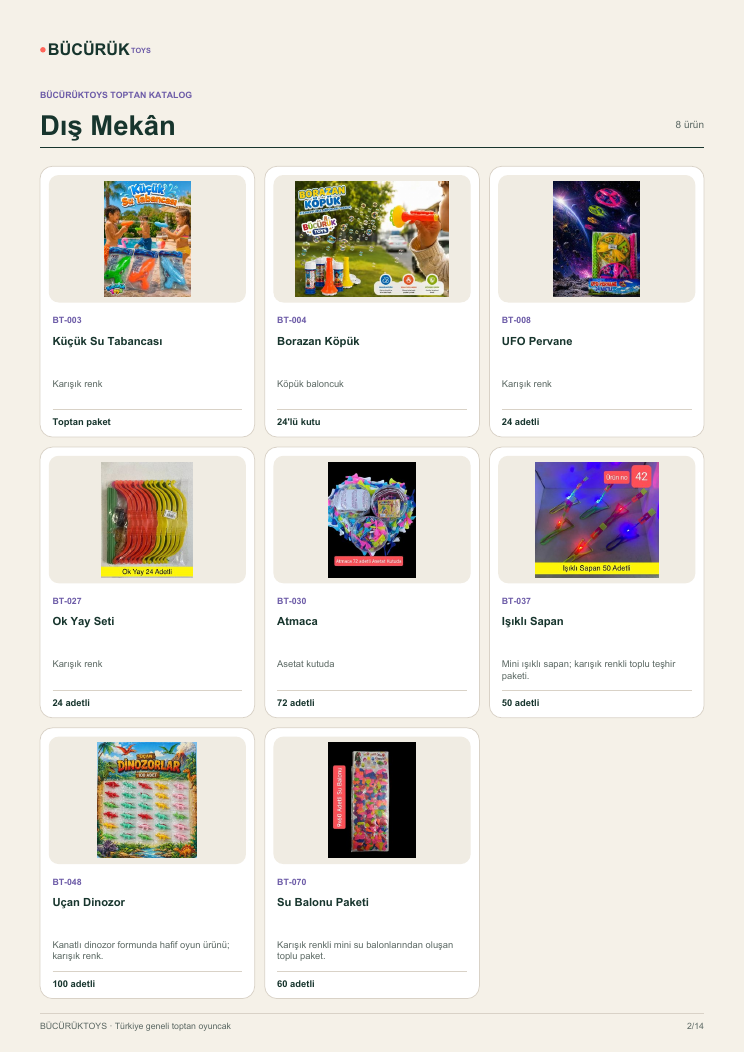 BÜCÜRÜK TOYS
BÜCÜRÜKTOYS TOPTAN KATALOG
Dış Mekân
8 ürün
Küçük
Su Tabancası
BORAZAN
KÖPÜK
BÜCÜRÜK
TOYS
BT-003
Küçük Su Tabancası
Karışık renk
Toptan paket
BT-004
Borazan Köpük
Köpük baloncuk
24'lü kutu
BT-008
UFO Pervane
Karışık renk
24 adetli
Ok Yay 24 Adetli
Atmaca 72 adetli Asetat Kutuda
Ürün no 42
Işıklı Sapan 50 Adetli
BT-027
Ok Yay Seti
Karışık renk
24 adetli
BT-030
Atmaca
Asetat kutuda
72 adetli
BT-037
Işıklı Sapan
Mini ışıklı sapan; karışık renkli toplu teşhir
paketi.
50 adetli
UÇAN
DİNOZORLAR
100 ADET
BT-048
Uçan Dinozor
Kanatlı dinozor formunda hafif oyun ürünü;
karışık renk.
100 adetli
BT-070
Su Balonu Paketi
Karışık renkli mini su balonlarından oluşan
toplu paket.
60 adetli
BÜCÜRÜKTOYS · Türkiye geneli toptan oyuncak
2/14